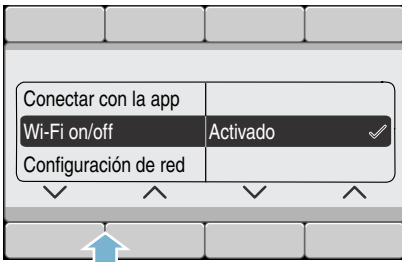 Conectar con la app
Wi-Fi on/off Activado
Configuración de red